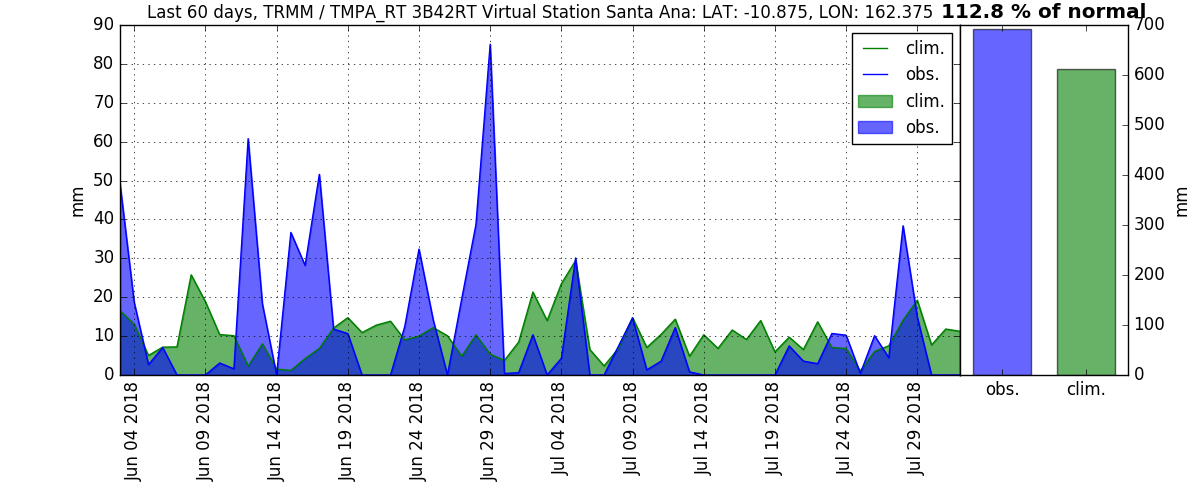 Last 60 days, TRMM / TMPA_RT 3B42RT Virtual Station Santa Ana: LAT: -10.875, LON: 162.375 112.8 % of normal
mm
90
80
70
60
50
40
30
20
10
0
Jun 04 2018
Jun 09 2018
Jun 14 2018
Jun 19 2018
Jun 24 2018
Jun 29 2018
Jul 04 2018
Jul 09 2018
Jul 14 2018
Jul 19 2018
Jul 24 2018
Jul 29 2018
clim.
obs.
clim.
obs.
obs. clim.
700
600
500
400
300
200
100
0
mm